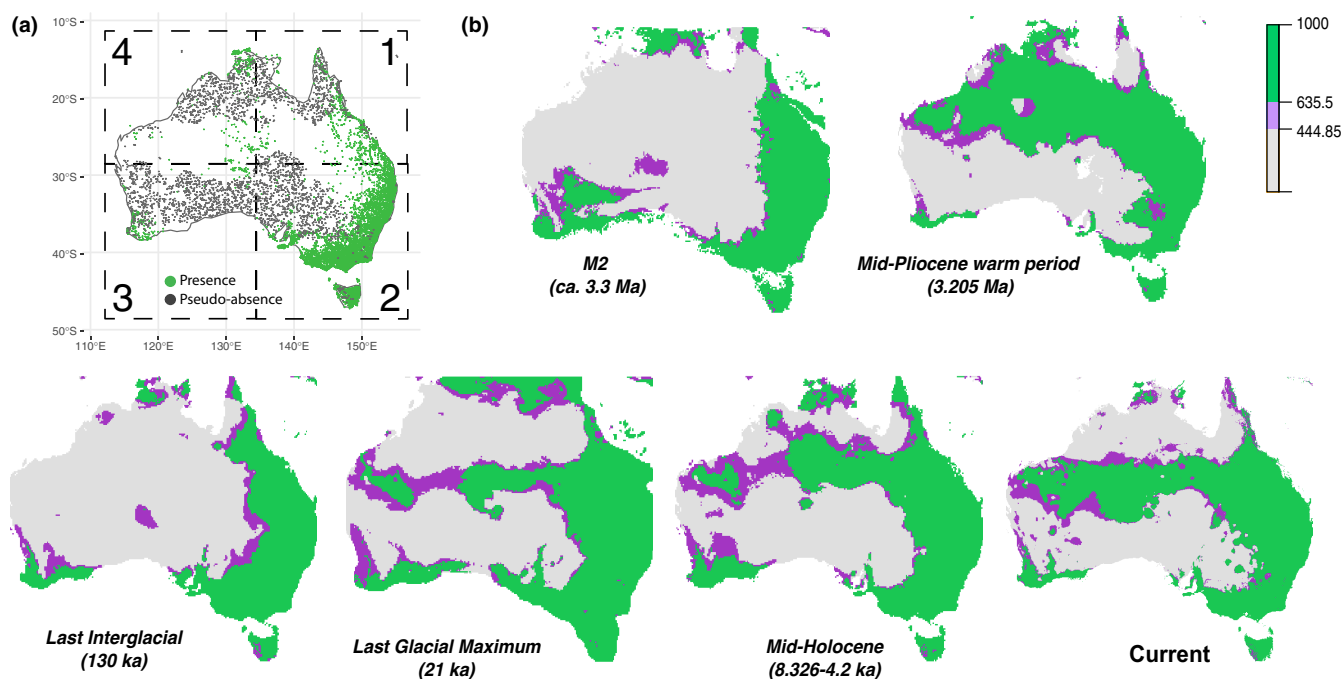 (a)
10°S
20°S
30°S
40°S
50°S
110°E
120°E
130°E
140°E
150°E
4
1
3
2
Presence
Pseudo-absence
(b)
M2
(ca. 3.3 Ma)
Mid-Pliocene warm period
(3.205 Ma)
1000
635.5
444.85
Last Interglacial
(130 ka)
Last Glacial Maximum
(21 ka)
Mid-Holocene
(8.326-4.2 ka)
Current